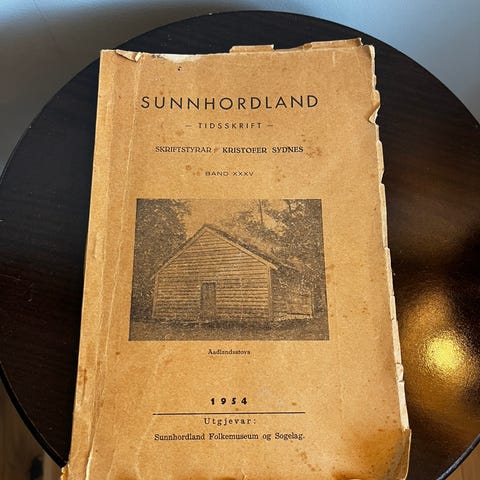 SUNNHORDLAND
— TIDSSKRIFT —
SKRIFTSTYRAR: KRISTOFER SYDNES
BAND XXXV
Aadlandsstova
1954
Utgjevar:
Sunnhordland Folkemuseum og Sogelag.